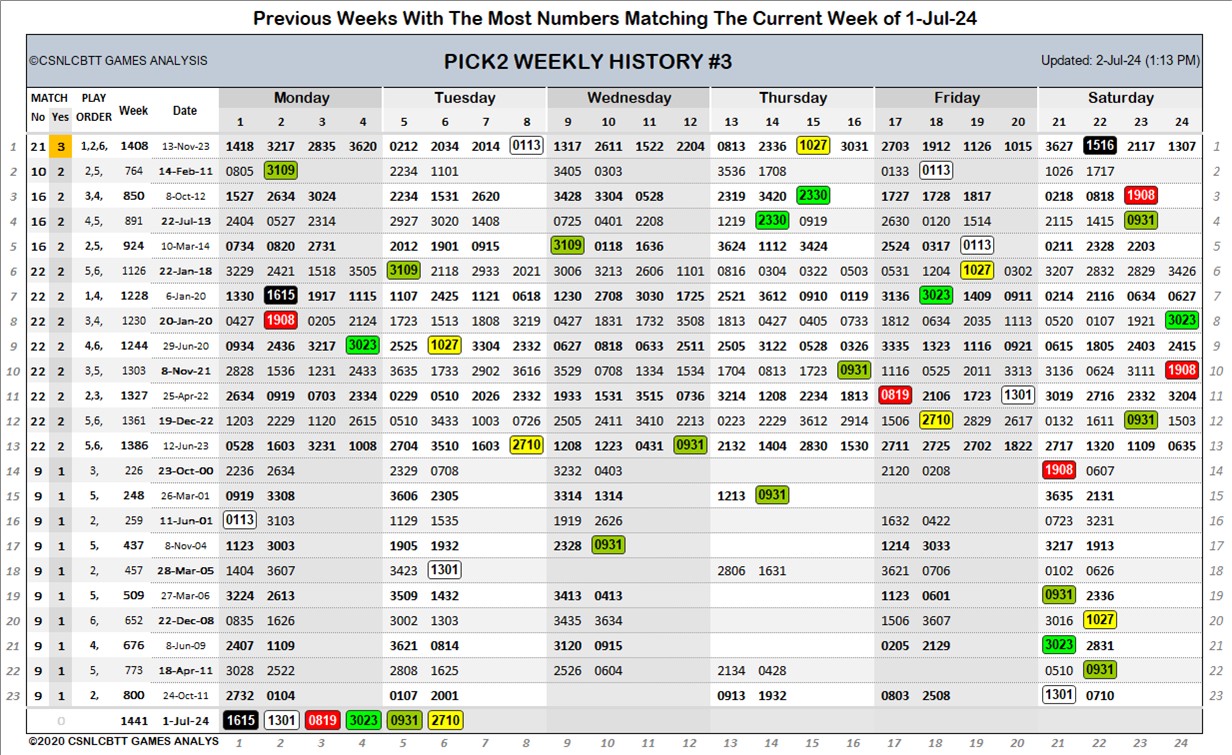 Previous Weeks With The Most Numbers Matching The Current Week of 1-Jul-24
©CSNLCBTT GAMES ANALYSIS PICK2 WEEKLY HISTORY #3 Updated: 2-Jul-24 (1:13 PM)
MATCH PLAY Week Date Monday Tuesday Wednesday Thursday Friday Saturday
No Yes ORDER 1 2 3 4 5 6 7 8 9 10 11 12 13 14 15 16 17 18 19 20 21 22 23 24
1 21 3 1,2,6, 1408 13-Nov-23 1418 3217 2835 3620 0212 2034 2014 0113 1317 2611 1522 2204 0813 2336 1027 3031 2703 1912 1126 1015 3627 1516 2117 1307 1
2 10 2 2,5, 764 14-Feb-11 0805 3109 2234 1101 3405 0303 3536 1708 0133 0113 1026 1717 2
3 16 2 3,4, 850 8-Oct-12 1527 2634 3024 2234 1531 2620 3428 3304 0528 2319 3420 2330 1727 1728 1817 0218 0818 1908 3
4 16 2 4,5, 891 22-Jul-13 2404 0527 2314 2927 2720 1408 0725 0401 2208 1219 2330 0919 2630 0120 1514 2115 1415 0931 4
5 16 2 2,5, 924 10-Mar-14 0734 0820 2731 2012 1901 0915 3109 0118 1636 3624 1112 3424 2524 0317 0113 0211 2328 2203 5
6 22 2 5,6, 1126 22-Jan-18 3229 2421 1518 3505 3109 2118 2933 2021 3006 3213 2606 1101 0816 0304 0322 0503 0531 1204 1027 0302 3207 2832 2829 3426 6
7 22 2 1,4, 1228 6-Jan-20 1330 1615 1917 1115 1107 2425 1121 0618 1230 2708 3030 1725 2521 3612 0910 0119 3136 3023 1409 0911 0214 2116 0634 0627 7
8 22 2 3,4, 1230 20-Jan-20 0427 1908 0205 2124 1723 1513 1808 3219 0427 1831 1732 3508 1813 0427 0405 0733 1812 0634 2035 1113 0520 0107 1921 3023 8
9 22 2 4,6, 1244 29-Jun-20 0934 2436 3217 3023 2525 1027 3304 2332 0627 0818 0633 2511 2505 3122 0528 0326 3335 1323 1116 0921 0615 1805 2403 2415 9
10 22 2 3,5, 1303 8-Nov-21 2828 1536 1231 2433 3635 1733 2902 3616 3529 0708 1334 1534 1704 0813 1723 0931 1116 0525 2011 3313 3136 0624 3111 1908 10
11 22 2 2,3, 1327 25-Apr-22 2634 0919 0703 2334 0229 0510 2026 2332 1933 1531 3515 0736 3214 1208 2234 1813 0819 2106 1723 1301 3019 2716 2332 3204 11
12 22 2 5,6, 1361 19-Dec-22 1203 2229 1120 2615 0510 3433 1003 0726 2505 2411 3410 2213 0223 2229 3612 2914 1506 2710 2829 2617 0132 1611 0931 1503 12
13 22 2 5,6, 1386 12-Jun-23 0528 1603 3231 1008 2704 3510 1603 2710 1208 1223 0431 0931 2132 1404 2830 1530 2711 2725 2702 1822 2717 1320 1109 0635 13
14 9 1 3, 226 23-Oct-00 2236 2634 2329 0708 3232 0403 2120 0208 1908 0607 14
15 9 1 5, 248 26-Mar-01 0919 3308 3606 2305 3314 1314 1213 0931 3635 2131 15
16 9 1 2, 259 11-Jun-01 0113 3103 1129 1535 1919 2626 1632 0422 0723 3231 16
17 9 1 5, 437 8-Nov-04 1123 3003 1905 1932 2328 0931 1214 3033 3217 1913 17
18 9 1 2, 457 28-Mar-05 1404 3607 3423 1301 2806 1631 3621 0706 0102 0626 18
19 9 1 5, 509 27-Mar-06 3224 2613 3509 1432 3413 0413 1123 0601 0931 2336 19
20 9 1 6, 652 22-Dec-08 0835 1626 3002 1303 3435 3634 1506 3607 3016 1027 20
21 9 1 4, 676 8-Jun-09 2407 1109 3621 0814 3120 0915 0205 2129 3023 2831 21
22 9 1 5, 773 18-Apr-11 3028 2522 2808 1625 2526 0604 2134 0428 0510 0931 22
23 9 1 2, 800 24-Oct-11 2732 0104 0107 2001 0913 1932 0803 2508 1301 0710 23
0 1441 1-Jul-24 1615 1301 0819 3023 0931 2710
©2020 CSNLCBTT GAMES ANALYS 1 2 3 4 5 6 7 8 9 10 11 12 13 14 15 16 17 18 19 20 21 22 23 24